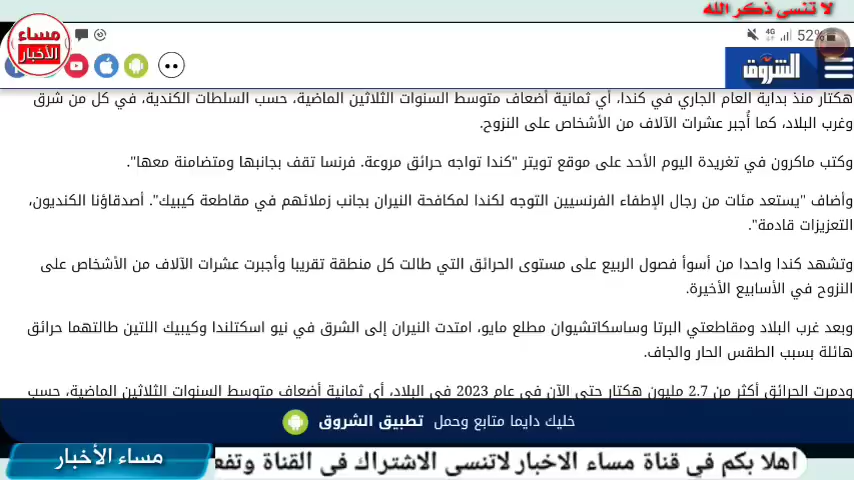 لا تنسى ذكر الله
مساء
الأخبار
4G
52%
الشروق
هكتار منذ بداية العام الجاري في كندا، أي ثمانية أضعاف متوسط السنوات الثلاثين الماضية، حسب السلطات الكندية، في كل من شرق
وغرب البلاد، كما أُجبر عشرات الآلاف من الأشخاص على النزوح.
وكتب ماكرون في تغريدة اليوم الأحد على موقع تويتر "كندا تواجه حرائق مروعة. فرنسا تقف بجانبها ومتضامنة معها".
وأضاف "يستعد مئات من رجال الإطفاء الفرنسيين التوجه لكندا لمكافحة النيران بجانب زملائهم في مقاطعة كيبيك". أصدقاؤنا الكنديون،
التعزيزات قادمة".
وتشهد كندا واحدا من أسوأ فصول الربيع على مستوى الحرائق التي طالت كل منطقة تقريبا وأجبرت عشرات الآلاف من الأشخاص على
النزوح في الأسابيع الأخيرة.
وبعد غرب البلاد ومقاطعتي البرتا وساسكاتشيوان مطلع مايو، امتدت النيران إلى الشرق في نيو اسكتلندا وكيبيك اللتين طالتهما حرائق
هائلة بسبب الطقس الحار والجاف.
ودمرت الحرائق أكثر من 2.7 مليون هكتار حتى الآن في عام 2023 في البلاد، أي ثمانية أضعاف متوسط السنوات الثلاثين الماضية، حسب
خليك دايما متابع وحمل تطبيق الشروق
اهلا بكم في قناة مساء الاخبار لاتنسى الاشتراك في القناة وتفع
مساء الأخبار